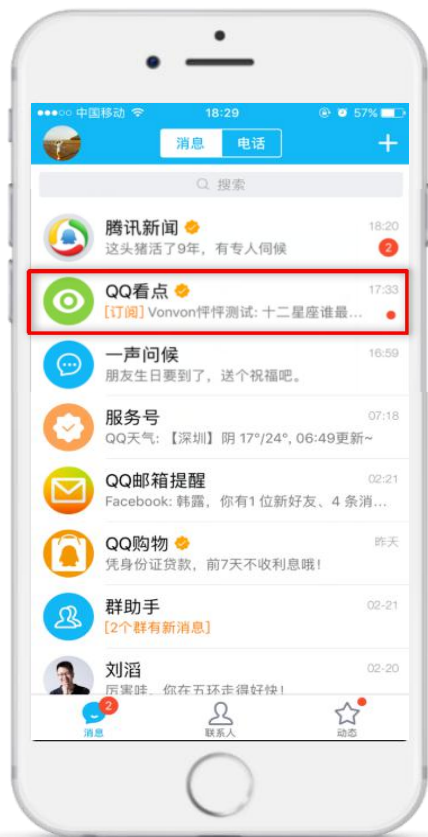 中国移动 18:29 57%
消息 电话
搜索
腾讯新闻 18:20
这头猪活了9年，有专人伺候 2
QQ看点 17:33
[订阅] Vonvon怦怦测试: 十二星座谁最...
一声问候 16:59
朋友生日要到了，送个祝福吧。
服务号 07:18
QQ天气: 【深圳】阴 17°/24°, 06:49更新~
QQ邮箱提醒 02:21
Facebook: 韩露，你有1 位新好友、4 条消...
QQ购物 昨天
凭身份证贷款，前7天不收利息哦!
群助手 02-21
[2个群有新消息]
刘滔 02-20
厉害哇，你在五环走得好快!
2
消息 联系人 动态